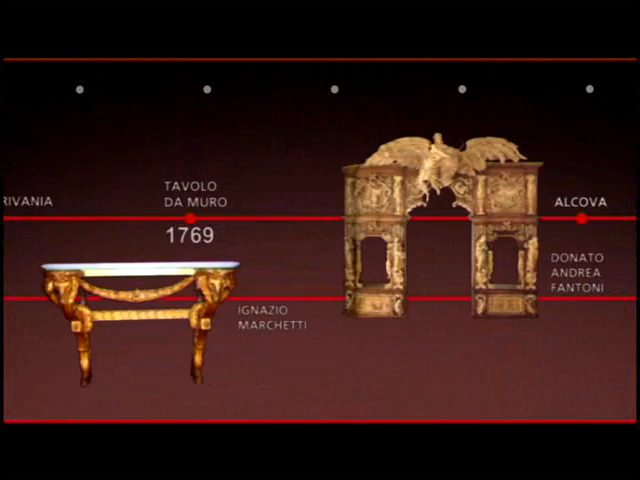 RIVANIA
TAVOLO
DA MURO
1769
IGNAZIO
MARCHETTI
ALCOVA
DONATO
ANDREA
FANTONI